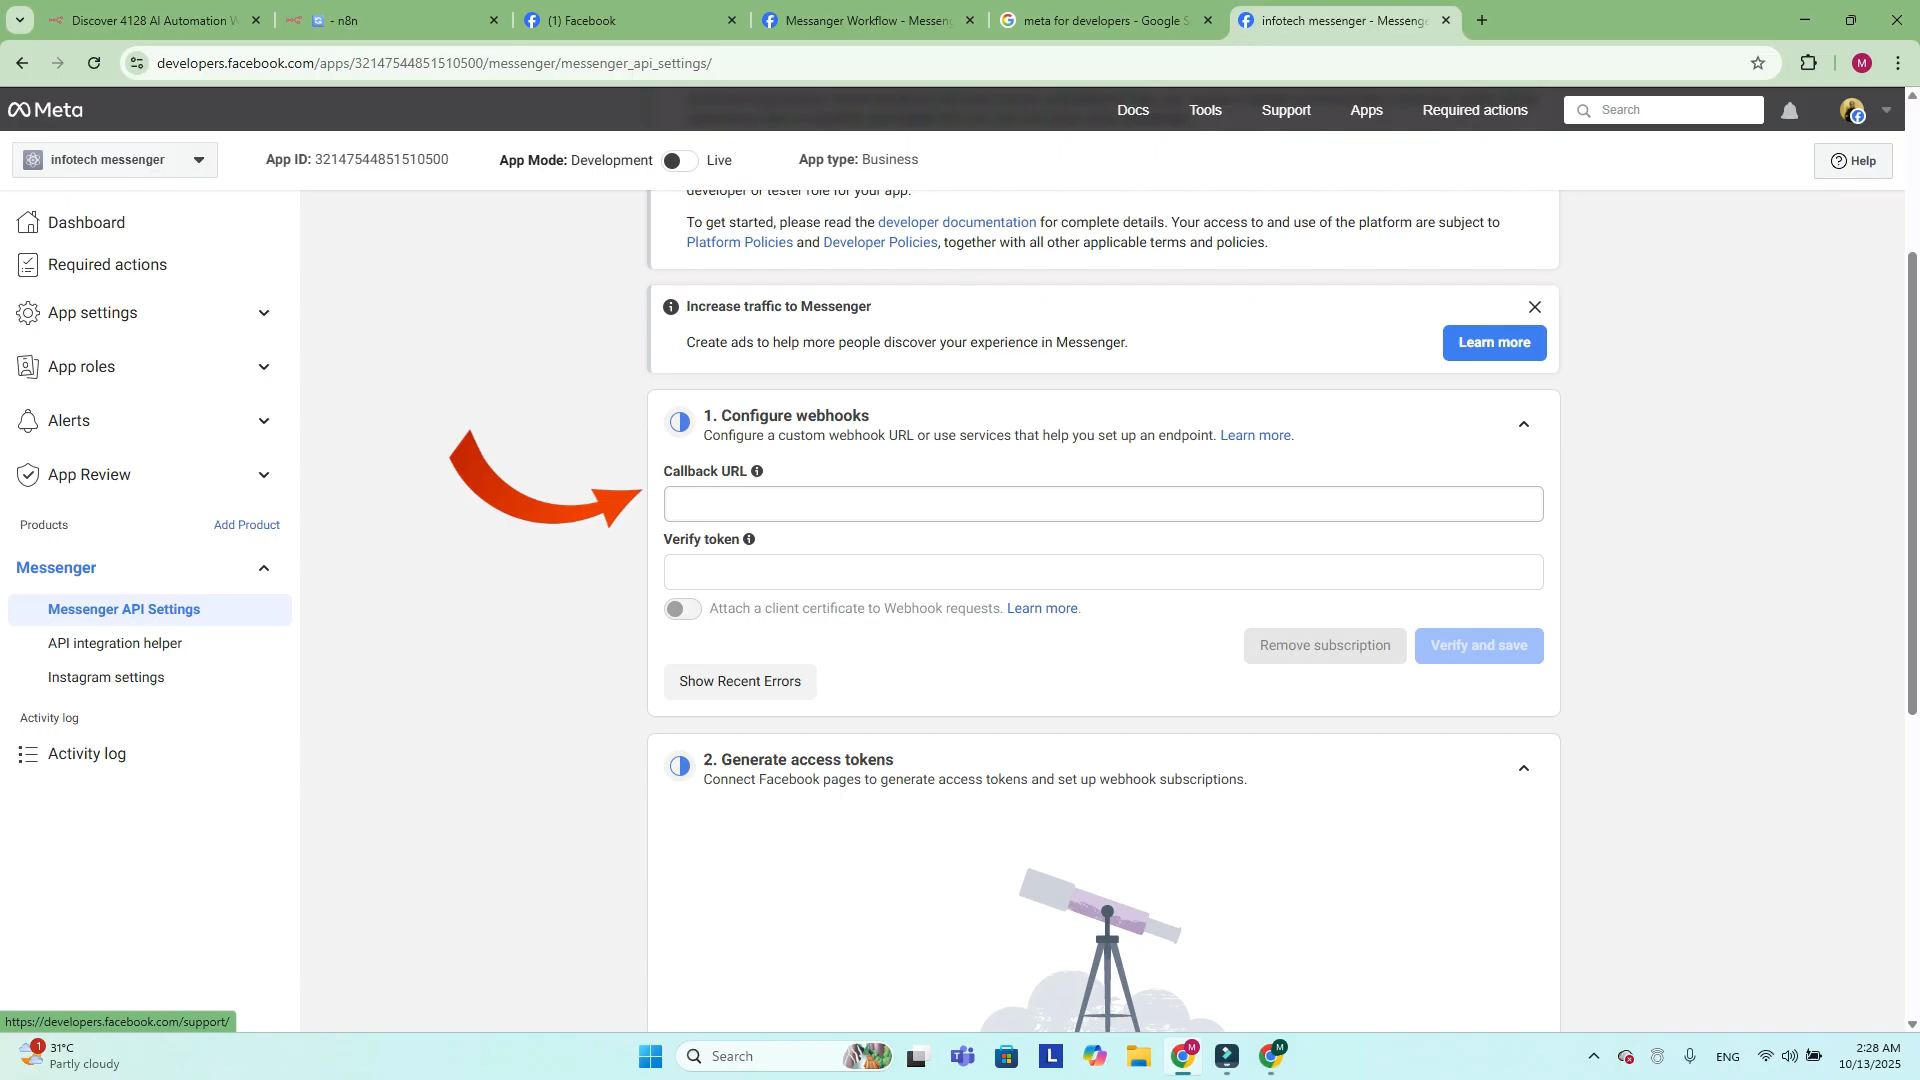 Discover 4128 AI Automation W
- n8n
(1) Facebook
Messanger Workflow - Messen
meta for developers - Google S
infotech messenger - Messenge
developers.facebook.com/apps/32147544851510500/messenger/messenger_api_settings/
M
Meta
Docs
Tools
Support
Apps
Required actions
Search
infotech messenger
App ID: 32147544851510500
App Mode: Development
Live
App type: Business
Help
Dashboard
Required actions
App settings
App roles
Alerts
App Review
Products
Add Product
Messenger
Messenger API Settings
API integration helper
Instagram settings
Activity log
Activity log
developer or tester role for your app.
To get started, please read the developer documentation for complete details. Your access to and use of the platform are subject to
Platform Policies and Developer Policies, together with all other applicable terms and policies.
Increase traffic to Messenger
Create ads to help more people discover your experience in Messenger.
Learn more
1. Configure webhooks
Configure a custom webhook URL or use services that help you set up an endpoint. Learn more.
Callback URL
Verify token
Attach a client certificate to Webhook requests. Learn more.
Remove subscription
Verify and save
Show Recent Errors
2. Generate access tokens
Connect Facebook pages to generate access tokens and set up webhook subscriptions.
https://developers.facebook.com/support/
1
31°C
Partly cloudy
Search
L
M
M
ENG
2:28 AM
10/13/2025